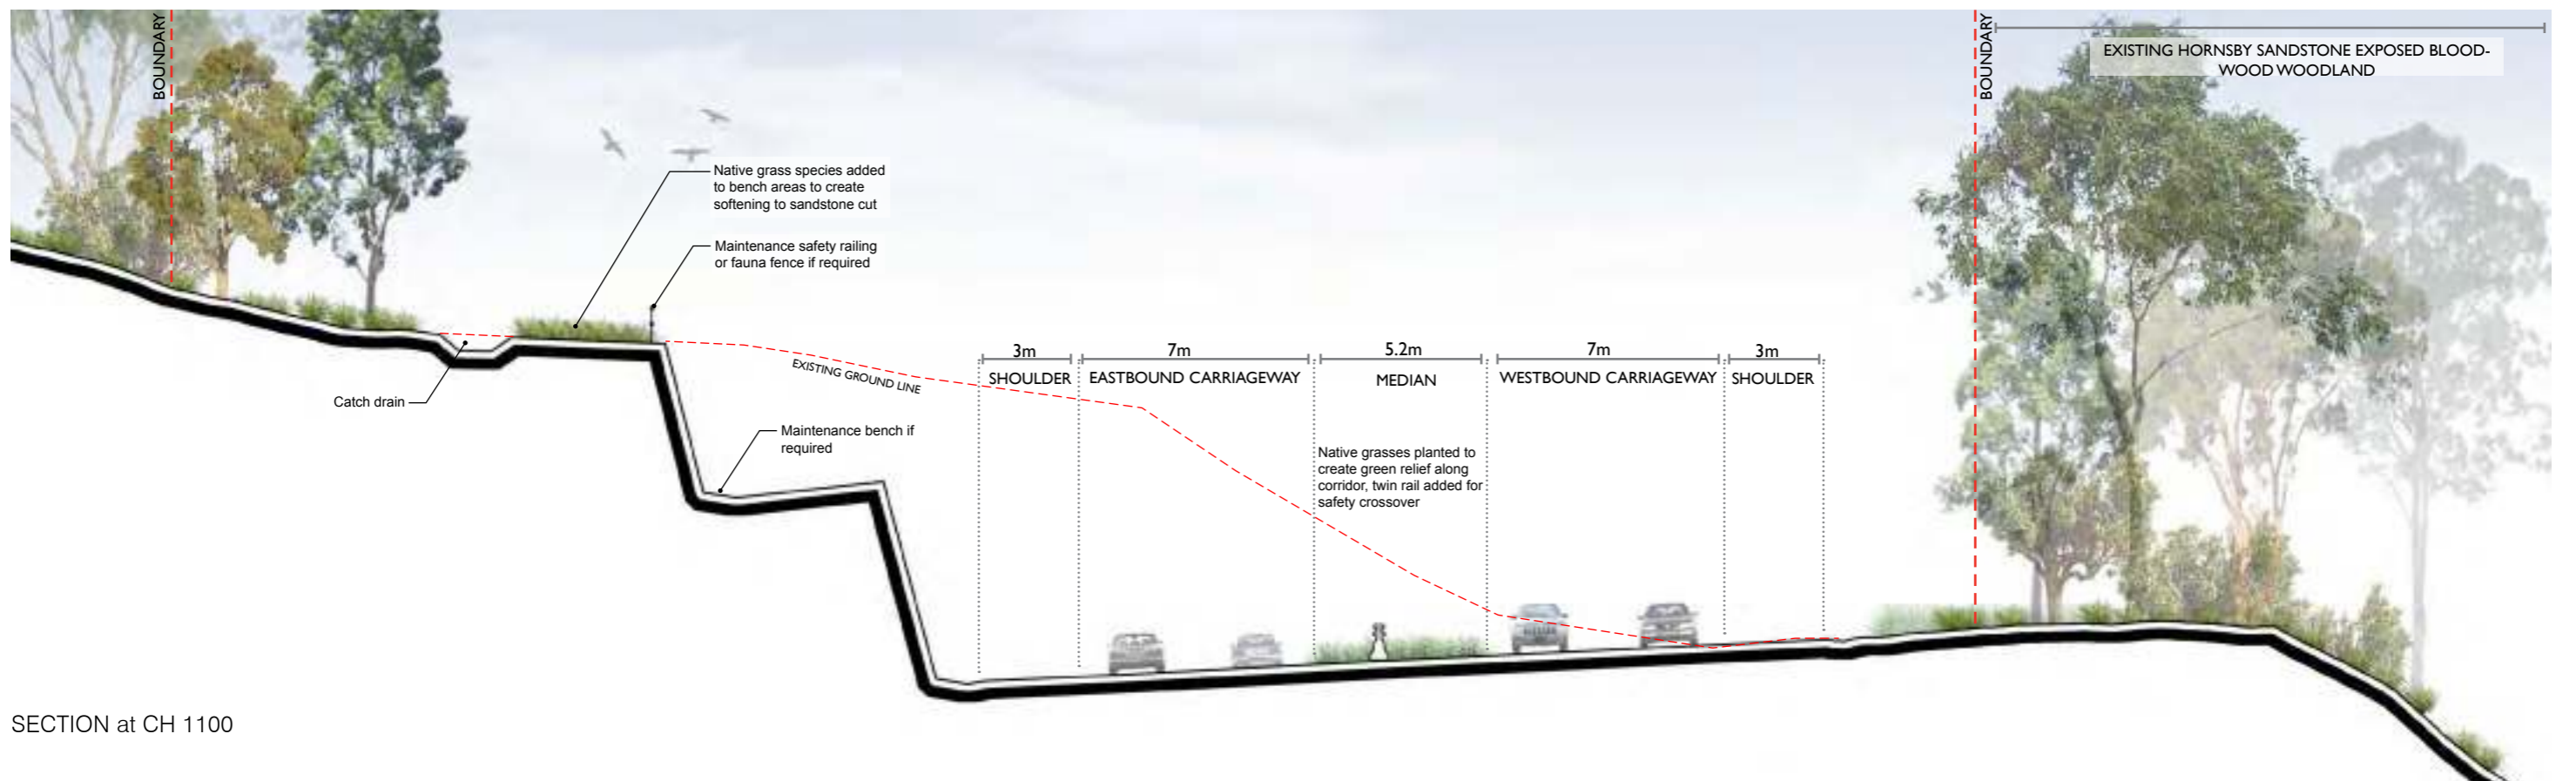 BOUNDARY
BOUNDARY
EXISTING HORNSBY SANDSTONE EXPOSED BLOOD-
WOOD WOODLAND
Native grass species added
to bench areas to create
softening to sandstone cut
Maintenance safety railing
or fauna fence if required
EXISTING GROUND LINE
3m
7m
5.2m
7m
3m
SHOULDER
EASTBOUND CARRIAGEWAY
MEDIAN
WESTBOUND CARRIAGEWAY
SHOULDER
Catch drain
Maintenance bench if
required
Native grasses planted to
create green relief along
corridor, twin rail added for
safety crossover
SECTION at CH 1100